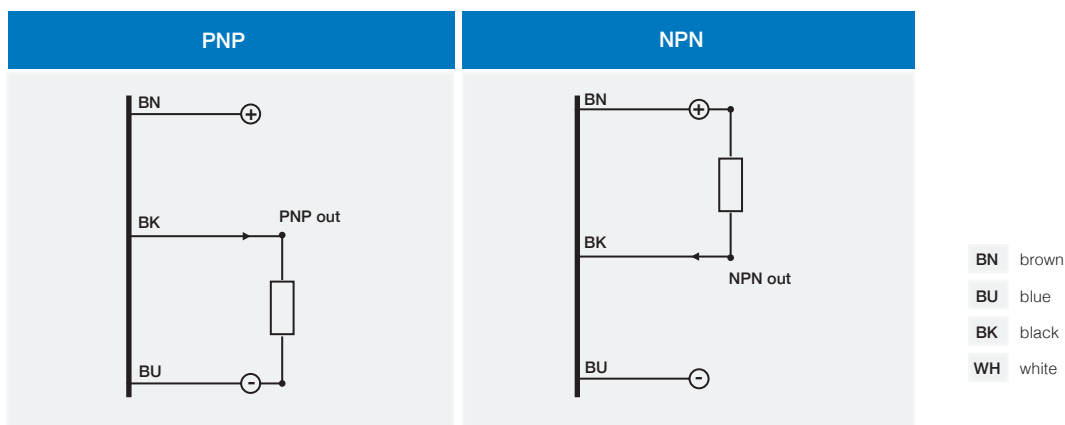 PNP
BN
+
BK
PNP out
BU
-
NPN
BN
+
BK
NPN out
BU
-
BN brown
BU blue
BK black
WH white